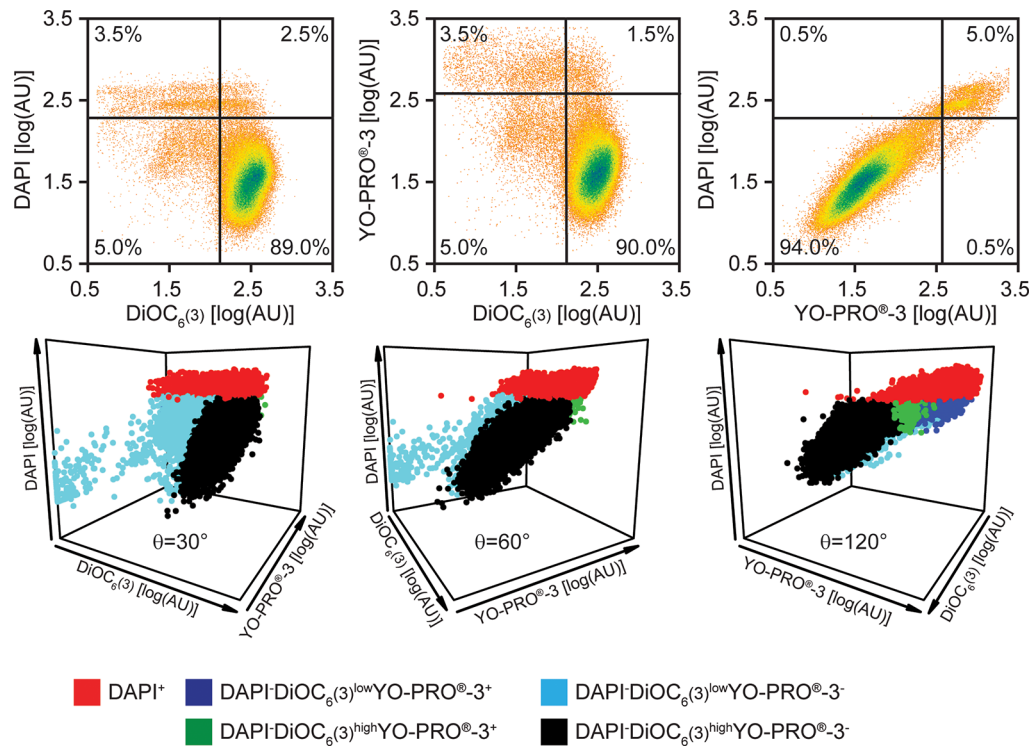 3.5
3.5% 2.5%
2.5
1.5
5.0% 89.0%
0.5
0.5 1.5 2.5 3.5
DAPI [log(AU)]
DiOC6(3) [log(AU)]
3.5
3.5% 1.5%
2.5
1.5
5.0% 90.0%
0.5
0.5 1.5 2.5 3.5
YO-PRO®-3 [log(AU)]
DiOC6(3) [log(AU)]
3.5
0.5% 5.0%
2.5
1.5
94.0% 0.5%
0.5
0.5 1.5 2.5 3.5
DAPI [log(AU)]
YO-PRO®-3 [log(AU)]
DAPI [log(AU)]
θ=30°
DiOC6(3) [log(AU)]
YO-PRO®-3 [log(AU)]
DAPI [log(AU)]
θ=60°
DiOC6(3) [log(AU)]
YO-PRO®-3 [log(AU)]
DAPI [log(AU)]
θ=120°
YO-PRO®-3 [log(AU)]
DiOC6(3) [log(AU)]
DAPI+
DAPI-DiOC6(3)lowYO-PRO®-3+
DAPI-DiOC6(3)lowYO-PRO®-3-
DAPI-DiOC6(3)highYO-PRO®-3+
DAPI-DiOC6(3)highYO-PRO®-3-